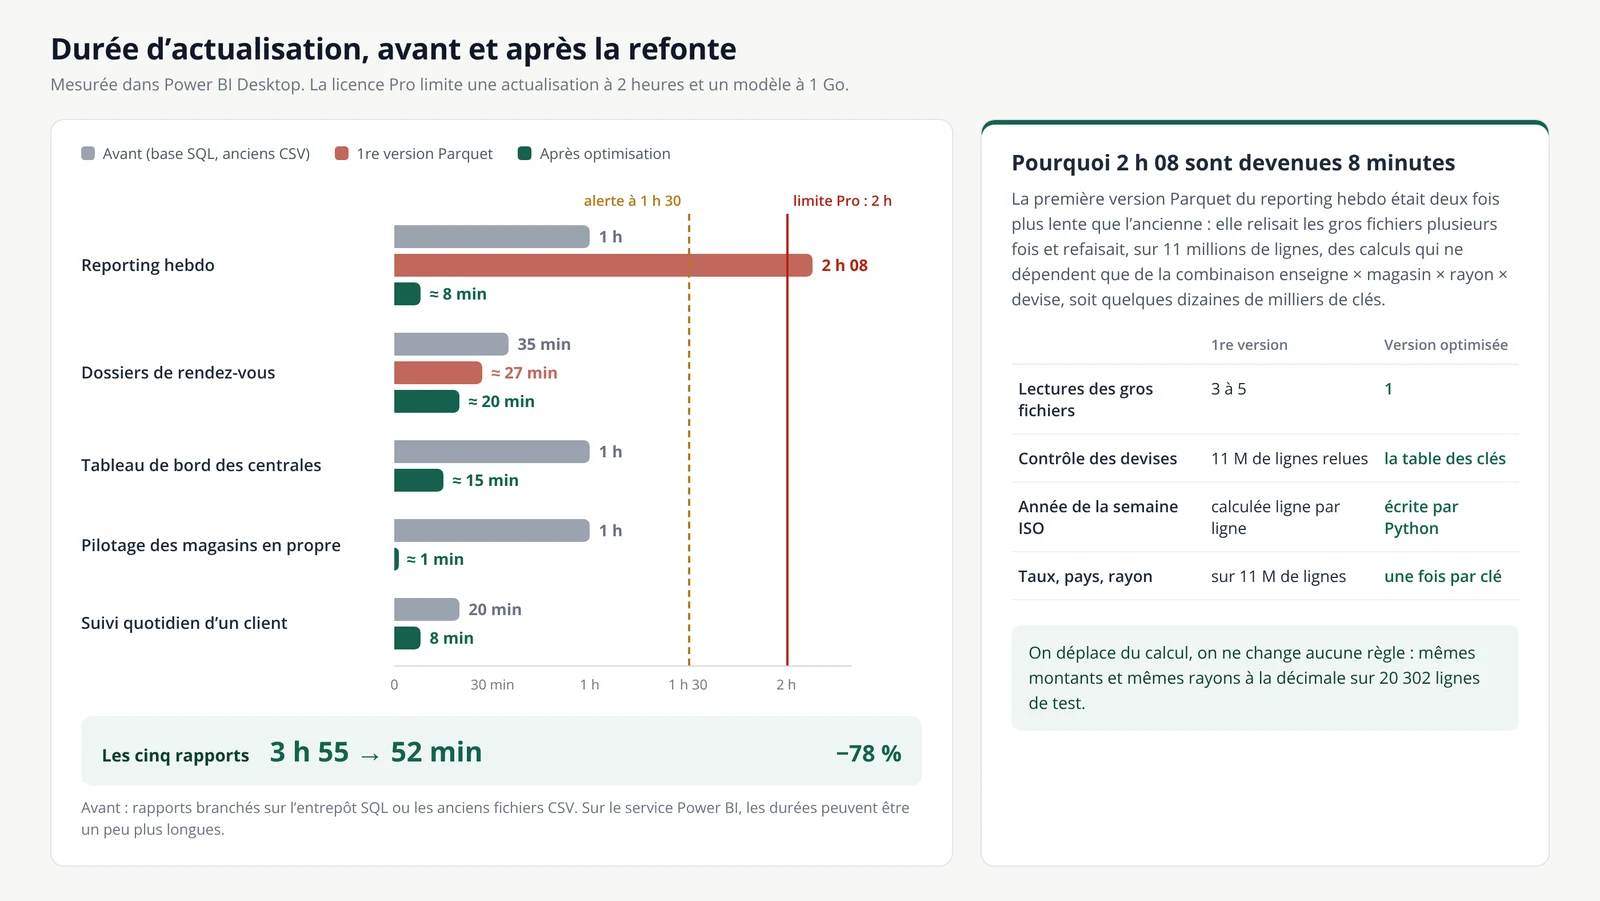 Durée d’actualisation, avant et après la refonte
Mesurée dans Power BI Desktop. La licence Pro limite une actualisation à 2 heures et un modèle à 1 Go.
Avant (base SQL, anciens CSV)
1re version Parquet
Après optimisation
alerte à 1 h 30
limite Pro : 2 h
Reporting hebdo
1 h
2 h 08
≈ 8 min
Dossiers de rendez-vous
35 min
≈ 27 min
≈ 20 min
Tableau de bord des centrales
1 h
≈ 15 min
Pilotage des magasins en propre
1 h
≈ 1 min
Suivi quotidien d’un client
20 min
8 min
0
30 min
1 h
1 h 30
2 h
Les cinq rapports 3 h 55 → 52 min −78 %
Avant : rapports branchés sur l’entrepôt SQL ou les anciens fichiers CSV. Sur le service Power BI, les durées peuvent être
un peu plus longues.
Pourquoi 2 h 08 sont devenues 8 minutes
La première version Parquet du reporting hebdo était deux fois
plus lente que l’ancienne : elle relisait les gros fichiers plusieurs
fois et refaisait, sur 11 millions de lignes, des calculs qui ne
dépendent que de la combinaison enseigne × magasin × rayon ×
devise, soit quelques dizaines de milliers de clés.
1re version
Version optimisée
Lectures des gros
fichiers
3 à 5
1
Contrôle des devises
11 M de lignes relues
la table des clés
Année de la semaine
ISO
calculée ligne par
ligne
écrite par
Python
Taux, pays, rayon
sur 11 M de lignes
une fois par clé
On déplace du calcul, on ne change aucune règle : mêmes
montants et mêmes rayons à la décimale sur 20 302 lignes
de test.